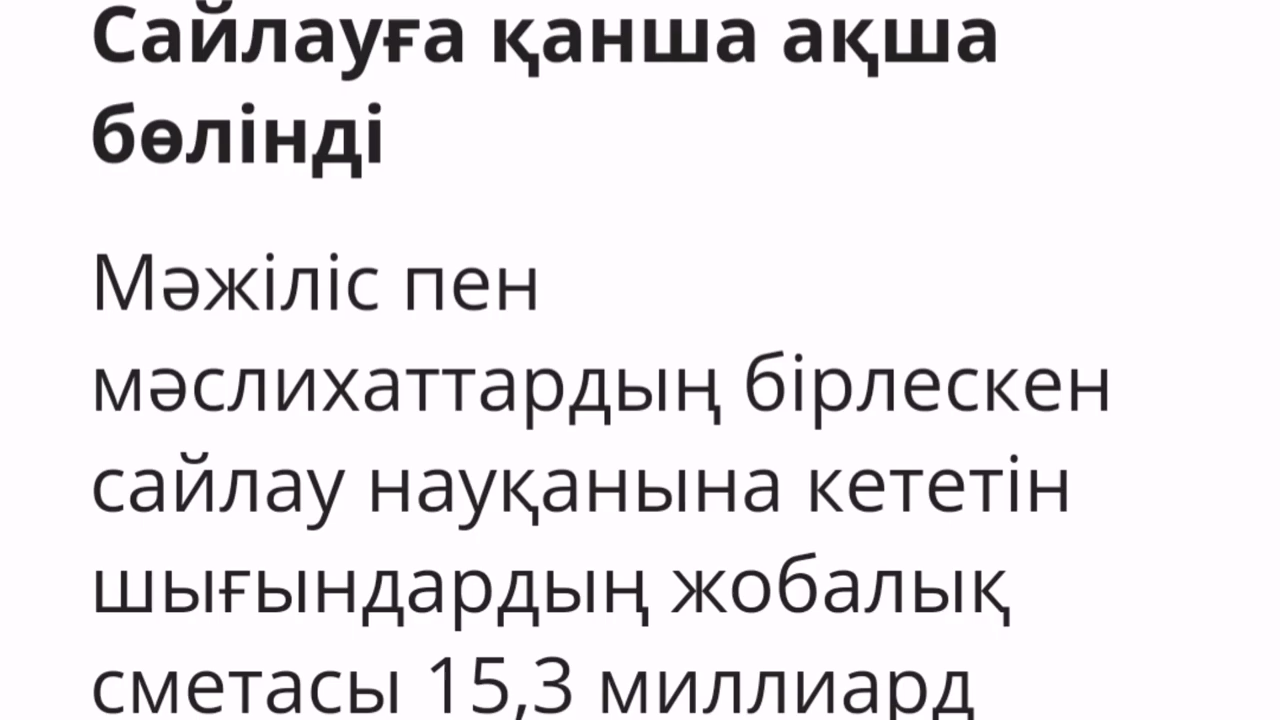 Сайлауға қанша ақша
бөлінді
Мәжіліс пен
мәслихаттардың бірлескен
сайлау науқанына кететін
шығындардың жобалық
сметасы 15,3 миллиард